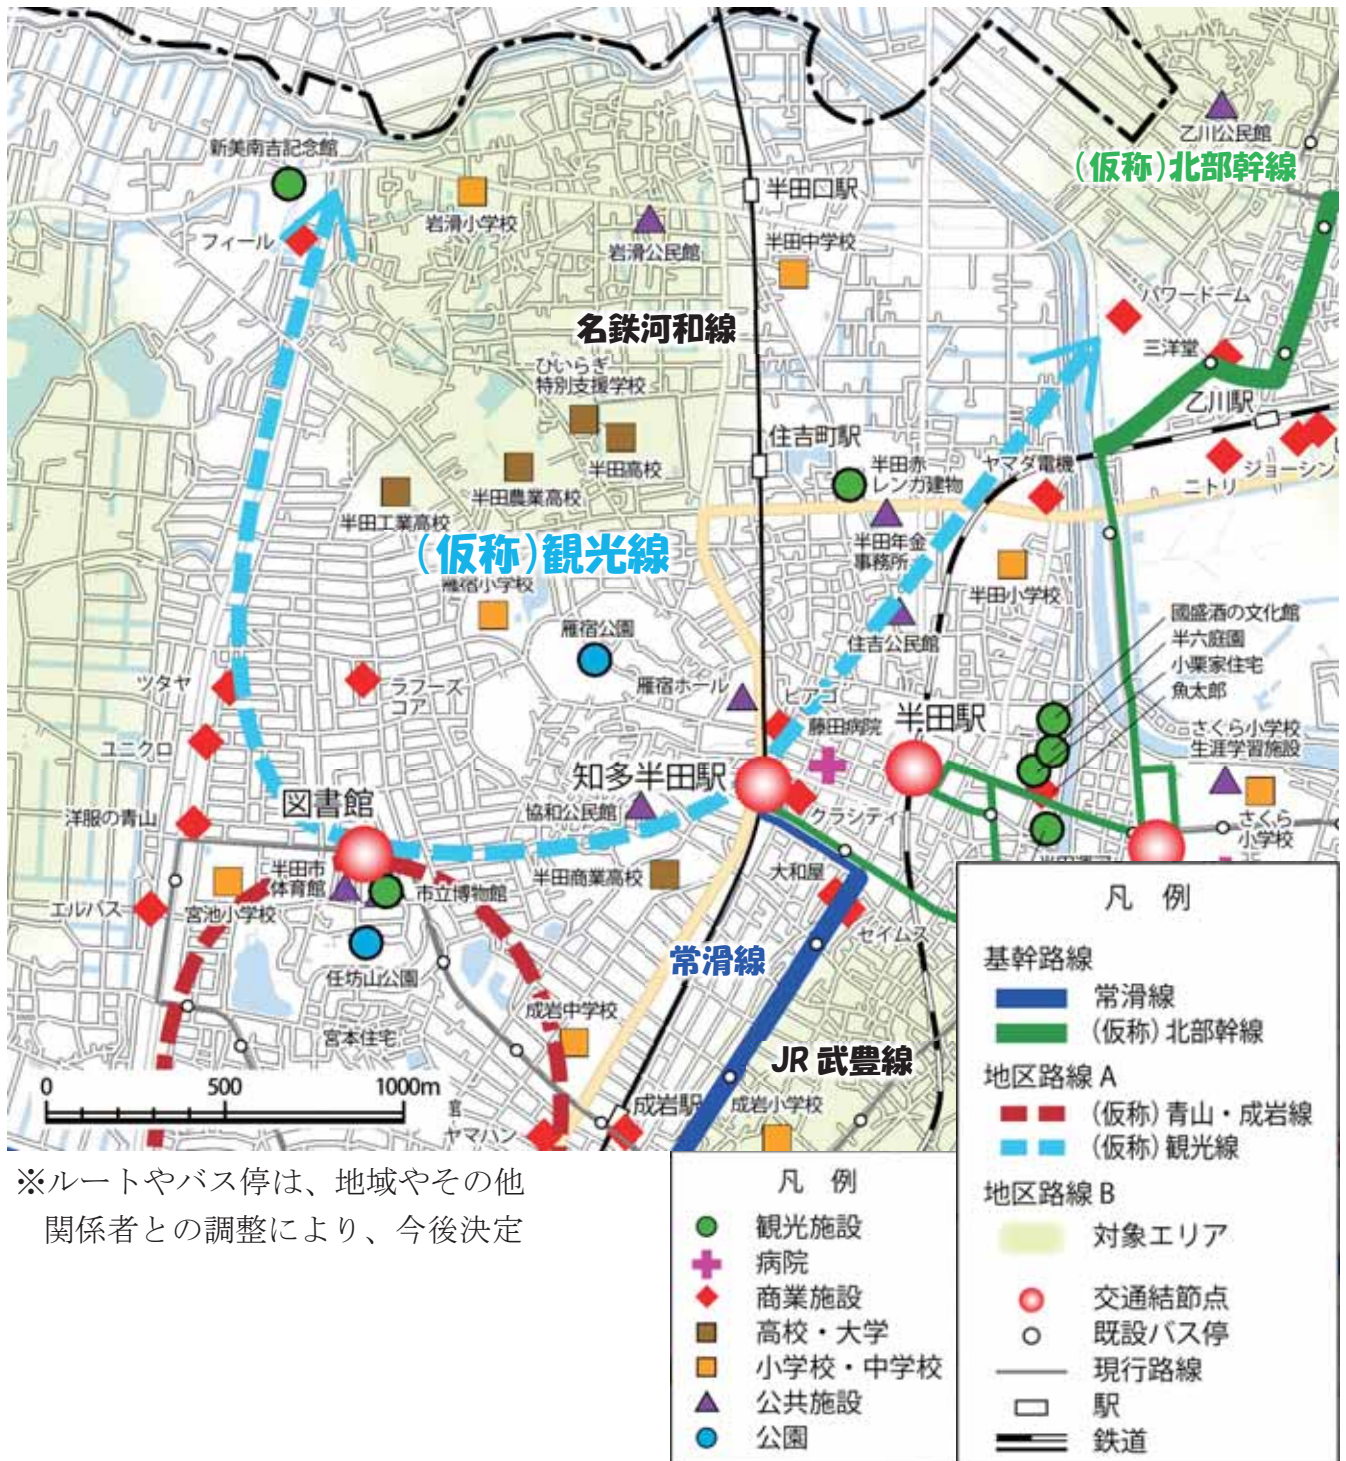 乙川公民館
(仮称)北部幹線
新美南吉記念館
岩滑小学校
フィール
岩滑公民館
半田口駅
半田中学校
パワードーム
三洋堂
名鉄河和線
ひいらぎ
特別支援学校
乙川駅
住吉町駅
半田高校
半田赤
レンガ建物
ヤマダ電機
ジョーシン
ニトリ
半田農業高校
半田工業高校
(仮称)観光線
半田年金
事務所
雁宿小学校
半田小学校
國盛酒の文化館
半六庭園
小栗家住宅
魚太郎
雁宿公園
住吉公民館
雁宿ホール
ツタヤ
ラフーズ
コア
ピアゴ
藤田病院
半田駅
さくら小学校
生涯学習施設
ユニクロ
知多半田駅
図書館
協和公民館
クラシティ
洋服の青山
さくら
小学校
半田市
体育館
市立博物館
半田商業高校
大和屋
エルパス
宮池小学校
セイムス
任坊山公園
常滑線
成岩中学校
宮本住宅
JR 武豊線
0 500 1000m
成岩駅
成岩小学校
ヤマハン
※ルートやバス停は、地域やその他
関係者との調整により、今後決定
凡 例
観光施設
病院
商業施設
高校・大学
小学校・中学校
公共施設
公園
凡 例
基幹路線
常滑線
(仮称) 北部幹線
地区路線 A
(仮称) 青山・成岩線
(仮称) 観光線
地区路線 B
対象エリア
交通結節点
既設バス停
現行路線
駅
鉄道